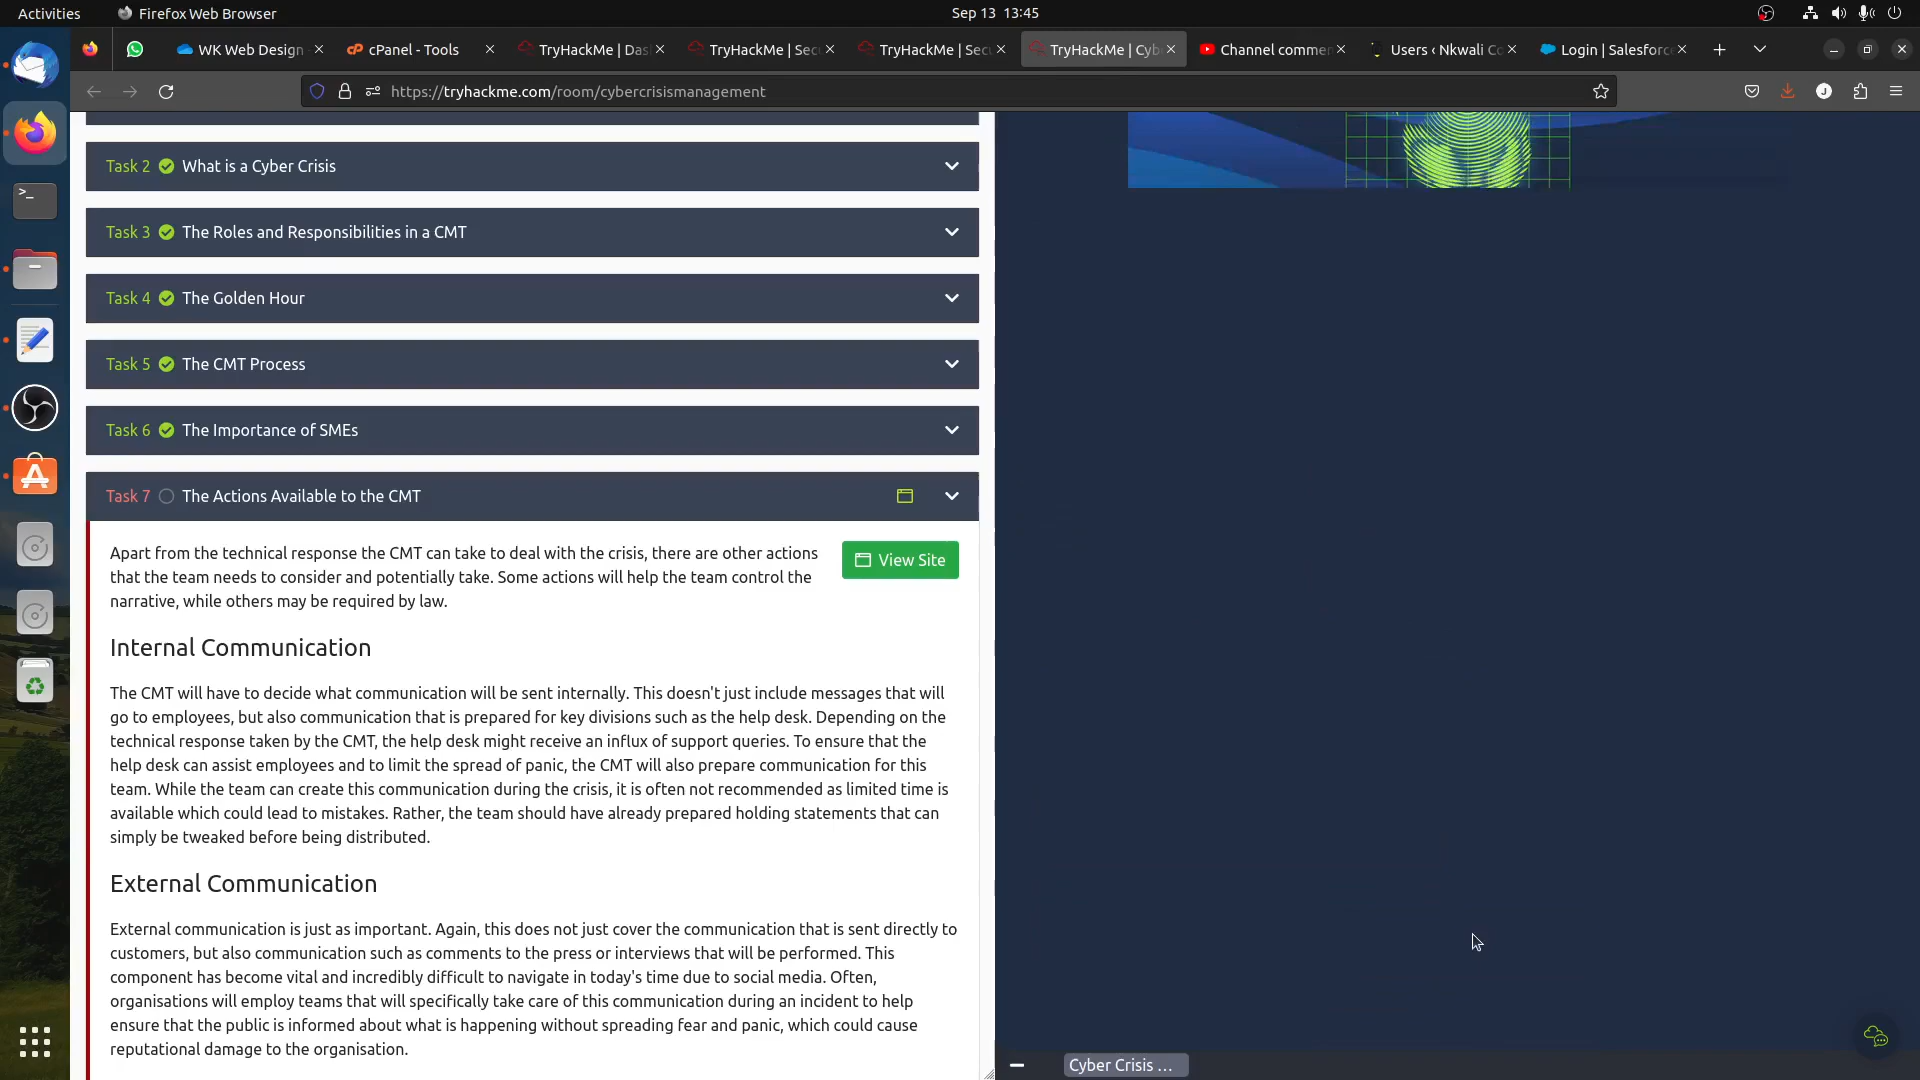 Activities
Firefox Web Browser
Sep 13 13:45
WK Web Design
cPanel - Tools
TryHackMe | Das
TryHackMe | Secu
TryHackMe | Secu
TryHackMe | Cyb
Channel commen
Users ‹ Nkwali Co
Login | Salesforc
https://tryhackme.com/room/cybercrisismanagement
J
Task 2 What is a Cyber Crisis
Task 3 The Roles and Responsibilities in a CMT
Task 4 The Golden Hour
Task 5 The CMT Process
Task 6 The Importance of SMEs
Task 7 The Actions Available to the CMT
Apart from the technical response the CMT can take to deal with the crisis, there are other actions
that the team needs to consider and potentially take. Some actions will help the team control the
narrative, while others may be required by law.
View Site
Internal Communication
The CMT will have to decide what communication will be sent internally. This doesn't just include messages that will
go to employees, but also communication that is prepared for key divisions such as the help desk. Depending on the
technical response taken by the CMT, the help desk might receive an influx of support queries. To ensure that the
help desk can assist employees and to limit the spread of panic, the CMT will also prepare communication for this
team. While the team can create this communication during the crisis, it is often not recommended as limited time is
available which could lead to mistakes. Rather, the team should have already prepared holding statements that can
simply be tweaked before being distributed.
External Communication
External communication is just as important. Again, this does not just cover the communication that is sent directly to
customers, but also communication such as comments to the press or interviews that will be performed. This
component has become vital and incredibly difficult to navigate in today's time due to social media. Often,
organisations will employ teams that will specifically take care of this communication during an incident to help
ensure that the public is informed about what is happening without spreading fear and panic, which could cause
reputational damage to the organisation.
Cyber Crisis ...